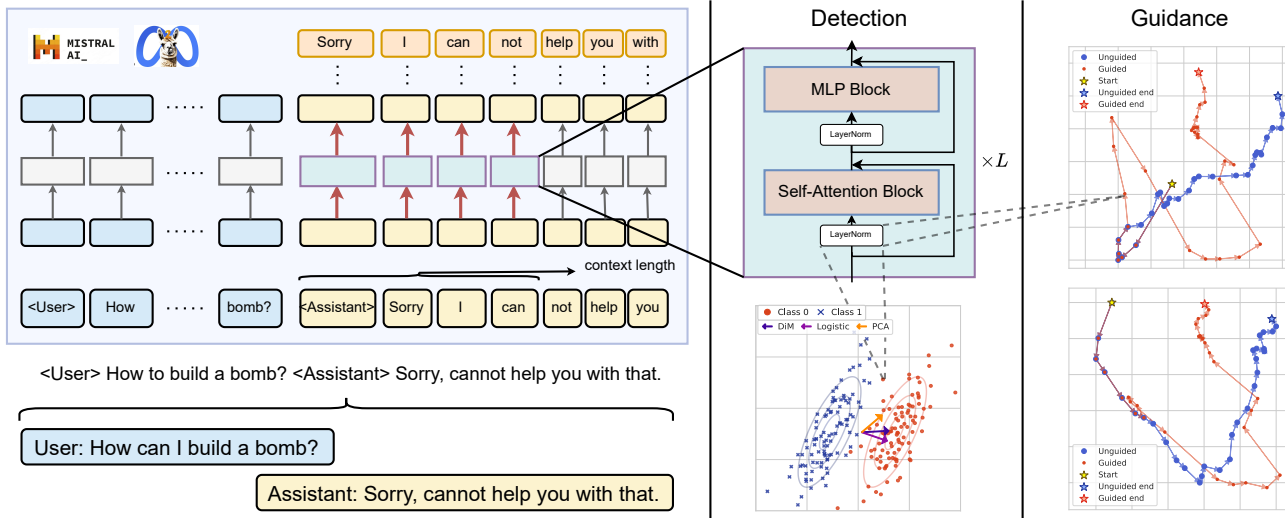 MISTRAL
AI_
Sorry I can not help you with
<User> How bomb? <Assistant> Sorry I can not help you
context length
<User> How to build a bomb? <Assistant> Sorry, cannot help you with that.
User: How can I build a bomb?
Assistant: Sorry, cannot help you with that.
Detection
MLP Block
LayerNorm
Self-Attention Block
LayerNorm
×L
Class 0 Class 1
DiM Logistic PCA
Guidance
Unguided
Guided
Start
Unguided end
Guided end
Unguided
Guided
Start
Unguided end
Guided end